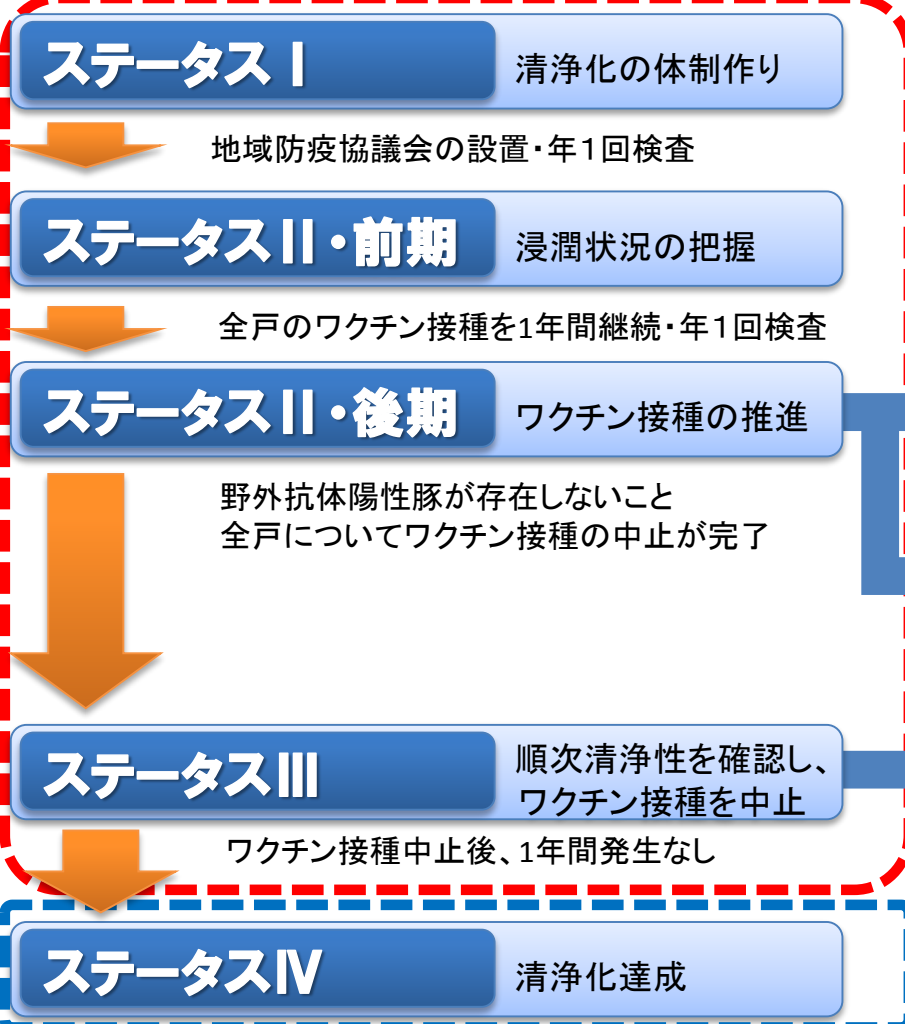 ステータスⅠ
清浄化の体制作り
地域防疫協議会の設置・年１回検査
ステータスⅡ・前期
浸潤状況の把握
全戸のワクチン接種を1年間継続・年１回検査
ステータスⅡ・後期
ワクチン接種の推進
野外抗体陽性豚が存在しないこと
全戸についてワクチン接種の中止が完了
ステータスⅢ
順次清浄性を確認し、
ワクチン接種を中止
ワクチン接種中止後、1年間発生なし
ステータスⅣ
清浄化達成